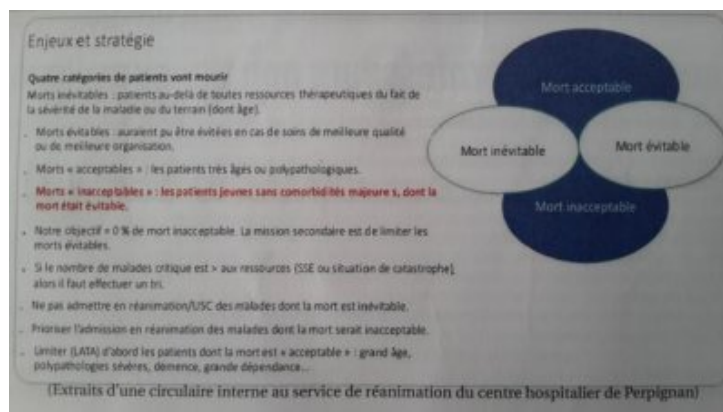 Enjeux et stratégie
Quatre catégories de patients vont mourir
Morts inévitables : patients au-delà de toutes ressources thérapeutiques du fait de
la sévérité de la maladie ou du terrain (dont âge).
Morts évitables : auraient pu être évitées en cas de soins de meilleure qualité
ou de meilleure organisation.
Morts « acceptables » : les patients très âgés ou polypathologiques.
Morts « inacceptables » : les patients jeunes sans comorbidités majeure s, dont la
mort était évitable.
Notre objectif = 0 % de mort inacceptable. La mission secondaire est de limiter les
morts évitables.
Si le nombre de malades critique est > aux ressources (SSE ou situation de catastrophe),
alors il faut effectuer un tri.
Ne pas admettre en réanimation/USC des malades dont la mort est inévitable.
Prioriser l'admission en réanimation des malades dont la mort serait inacceptable.
Limiter (LATA) d'abord les patients dont la mort est « acceptable » : grand âge,
polypathologies sévères, démence, grande dépendance...
Mort acceptable
Mort inévitable
Mort évitable
Mort inacceptable
(Extraits d'une circulaire interne au service de réanimation du centre hospitalier de Perpignan)